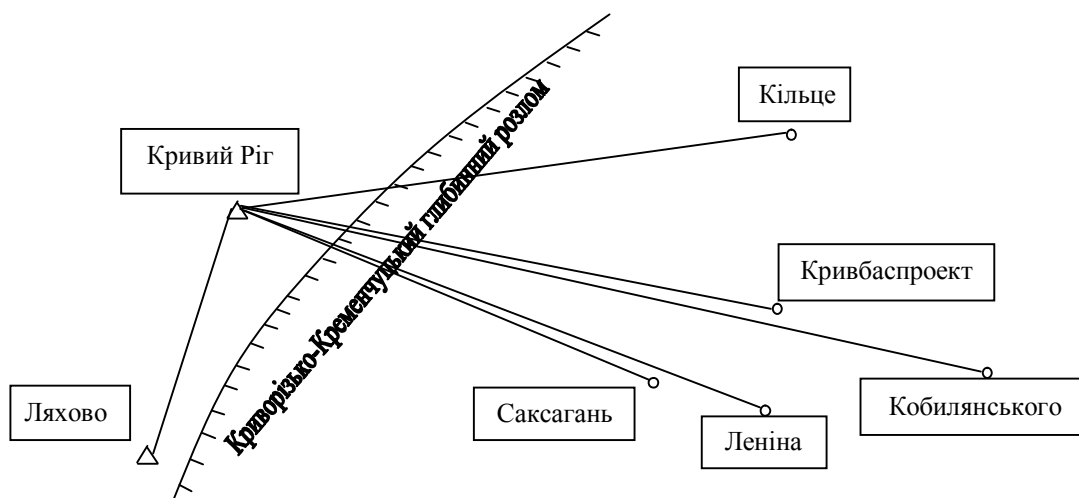 Кільце
Кривий Ріг
Криворізько-Кременчуцький глибинний розлом
Кривбаспроект
Ляхово
Саксагань
Леніна
Кобилянського